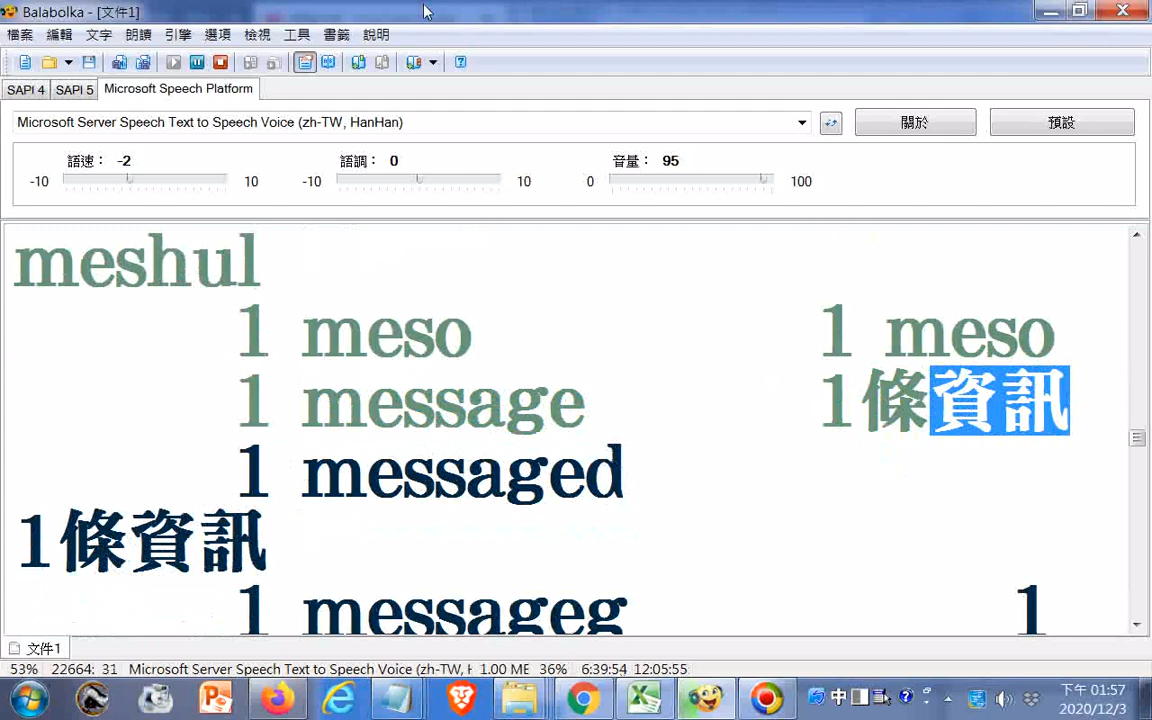 Balabolka - [文件1]
檔案 編輯 文字 朗讀 引擎 選項 檢視 工具 書籤 說明
SAPI 4 SAPI 5 Microsoft Speech Platform
Microsoft Server Speech Text to Speech Voice (zh-TW, HanHan) 關於 預設
語速： -2 語調： 0 音量： 95
-10 10 -10 10 0 100
meshul
1 meso 1 meso
1 message 1條資訊
1 messaged
1條資訊
1 messageg 1
文件1
53% 22664: 31 Microsoft Server Speech Text to Speech Voice (zh-TW, 1.00 ME 36% 6:39:54 12:05:55
中 下午 01:57
2020/12/3